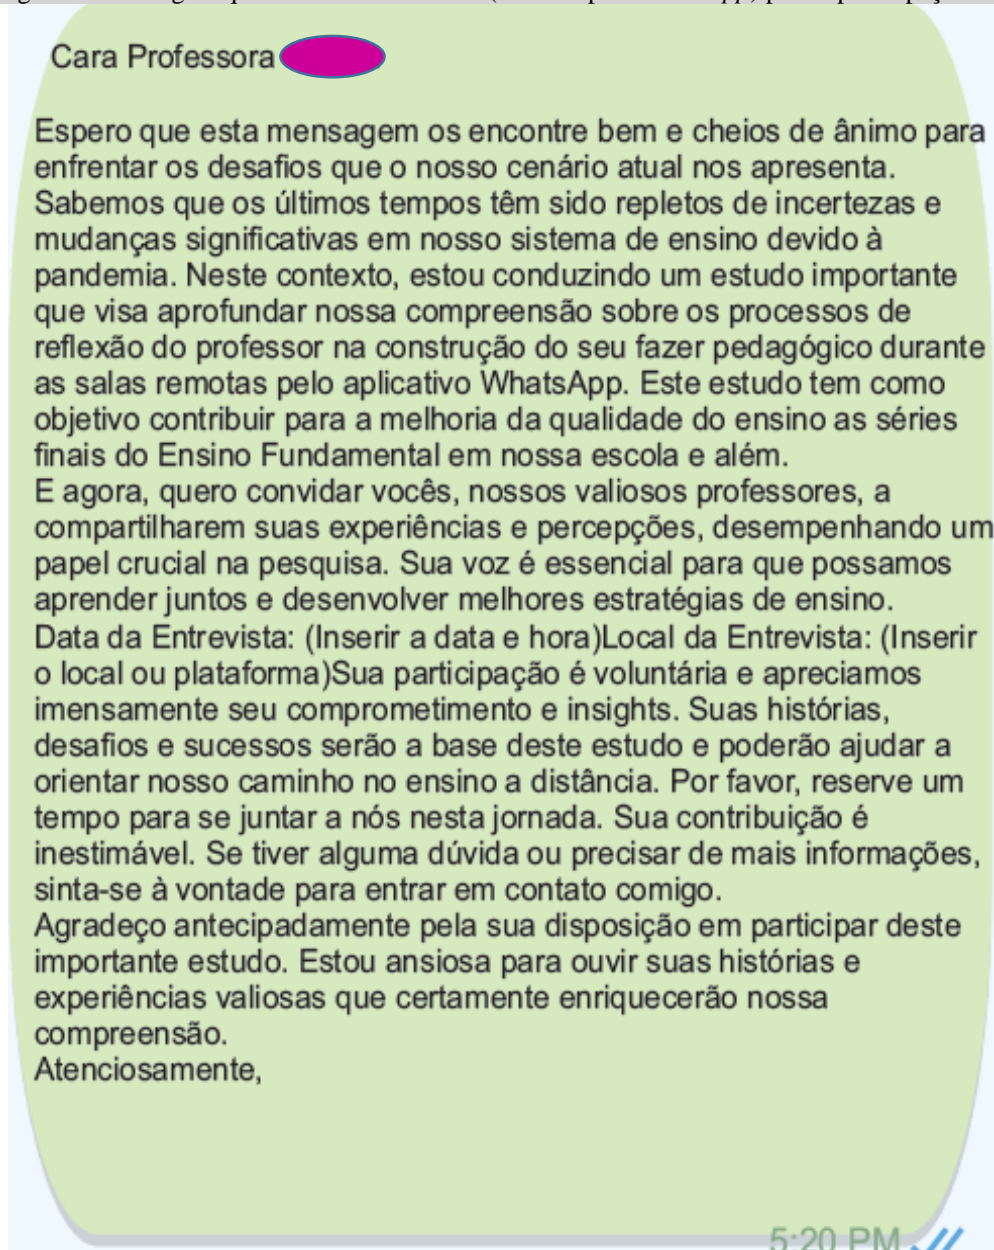 Cara Professora
Espero que esta mensagem os encontre bem e cheios de ânimo para
enfrentar os desafios que o nosso cenário atual nos apresenta.
Sabemos que os últimos tempos têm sido repletos de incertezas e
mudanças significativas em nosso sistema de ensino devido à
pandemia. Neste contexto, estou conduzindo um estudo importante
que visa aprofundar nossa compreensão sobre os processos de
reflexão do professor na construção do seu fazer pedagógico durante
as salas remotas pelo aplicativo WhatsApp. Este estudo tem como
objetivo contribuir para a melhoria da qualidade do ensino as séries
finais do Ensino Fundamental em nossa escola e além.
E agora, quero convidar vocês, nossos valiosos professores, a
compartilharem suas experiências e percepções, desempenhando um
papel crucial na pesquisa. Sua voz é essencial para que possamos
aprender juntos e desenvolver melhores estratégias de ensino.
Data da Entrevista: (Inserir a data e hora)Local da Entrevista: (Inserir
o local ou plataforma)Sua participação é voluntária e apreciamos
imensamente seu comprometimento e insights. Suas histórias,
desafios e sucessos serão a base deste estudo e poderão ajudar a
orientar nosso caminho no ensino a distância. Por favor, reserve um
tempo para se juntar a nós nesta jornada. Sua contribuição é
inestimável. Se tiver alguma dúvida ou precisar de mais informações,
sinta-se à vontade para entrar em contato comigo.
Agradeço antecipadamente pela sua disposição em participar deste
importante estudo. Estou ansiosa para ouvir suas histórias e
experiências valiosas que certamente enriquecerão nossa
compreensão.
Atenciosamente,
5:20 PM